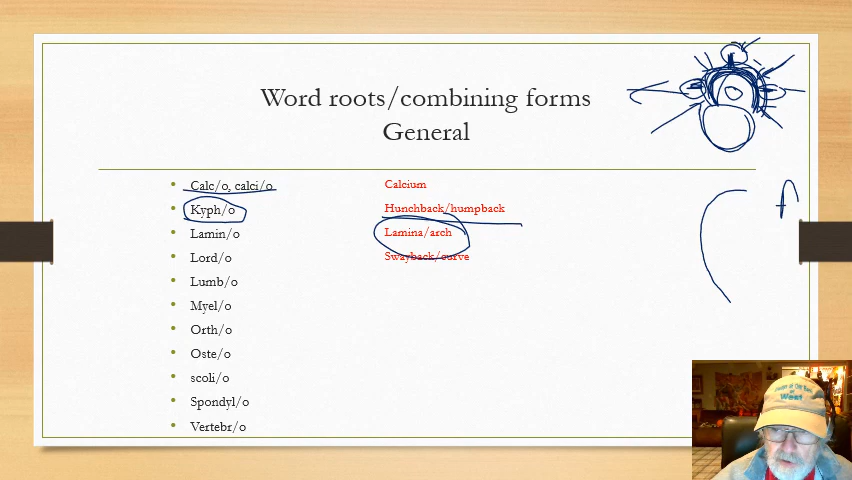 Word roots/combining forms
General
Calc/o, calci/o Calcium
Kyph/o Hunchback/humpback
Lamin/o Lamina/arch
Lord/o Swayback/curve
Lumb/o
Myel/o
Orth/o
Oste/o
scoli/o
Spondyl/o
Vertebr/o
West